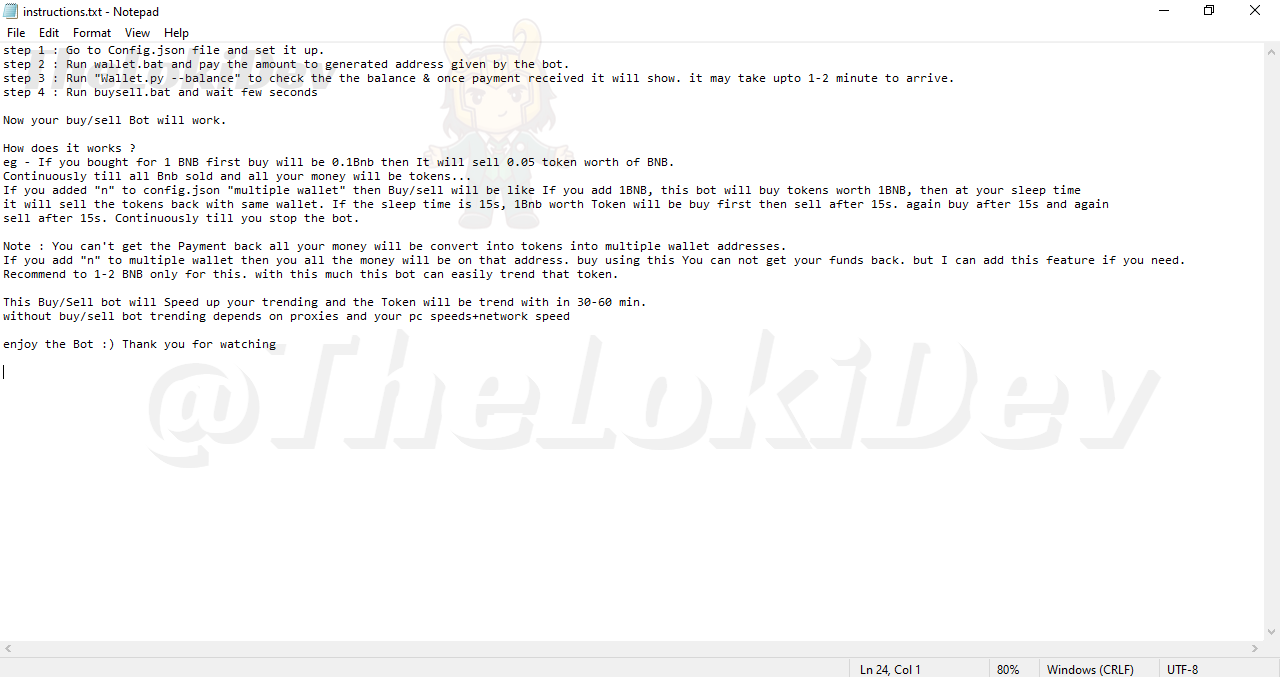 instructions.txt - Notepad
File Edit Format View Help
step 1 : Go to Config.json file and set it up.
step 2 : Run wallet.bat and pay the amount to generated address given by the bot.
step 3 : Run "Wallet.py --balance" to check the the balance & once payment received it will show. it may take upto 1-2 minute to arrive.
step 4 : Run buysell.bat and wait few seconds
TheLokiDev
Now your buy/sell Bot will work.
How does it works ?
eg - If you bought for 1 BNB first buy will be 0.1Bnb then It will sell 0.05 token worth of BNB.
Continuously till all Bnb sold and all your money will be tokens...
If you added "n" to config.json "multiple wallet" then Buy/sell will be like If you add 1BNB, this bot will buy tokens worth 1BNB, then at your sleep time
it will sell the tokens back with same wallet. If the sleep time is 15s, 1Bnb worth Token will be buy first then sell after 15s. again buy after 15s and again
sell after 15s. Continuously till you stop the bot.
Note : You can't get the Payment back all your money will be convert into tokens into multiple wallet addresses.
If you add "n" to multiple wallet then you all the money will be on that address. buy using this You can not get your funds back. but I can add this feature if you need.
Recommend to 1-2 BNB only for this. with this much this bot can easily trend that token.
This Buy/Sell bot will Speed up your trending and the Token will be trend with in 30-60 min.
without buy/sell bot trending depends on proxies and your pc speeds+network speed
enjoy the Bot :) Thank you for watching
@TheLokiDev
Ln 24, Col 1 80% Windows (CRLF) UTF-8